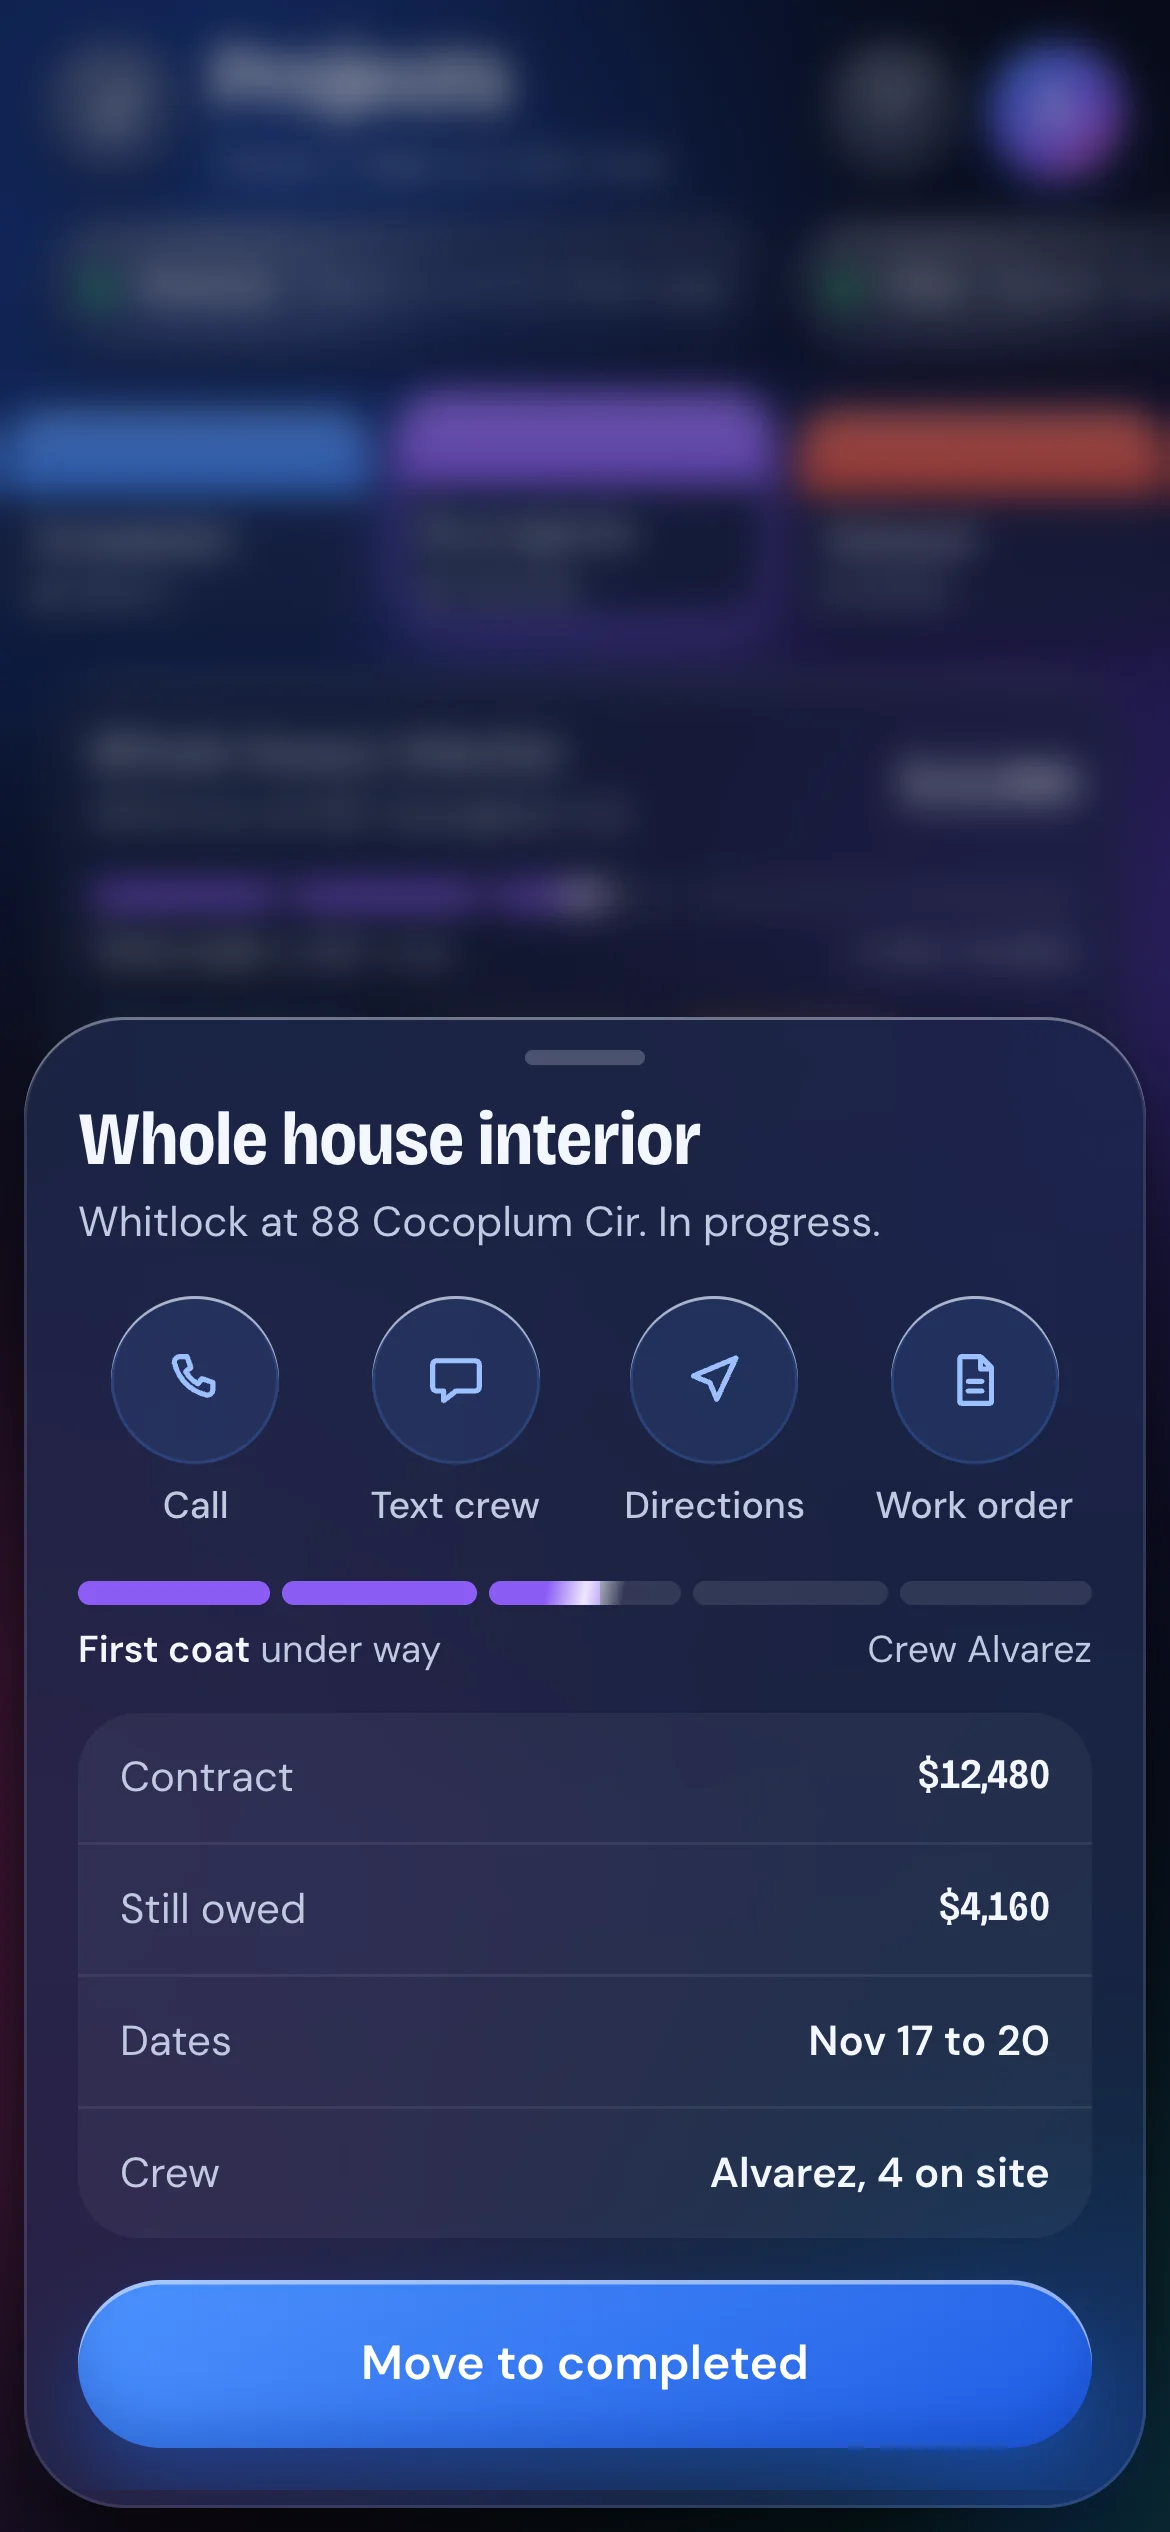 Projects
Whole house interior
Whitlock at 88 Cocoplum Cir. In progress.
Call
Text crew
Directions
Work order
First coat under way
Crew Alvarez
Contract
$12,480
Still owed
$4,160
Dates
Nov 17 to 20
Crew
Alvarez, 4 on site
Move to completed